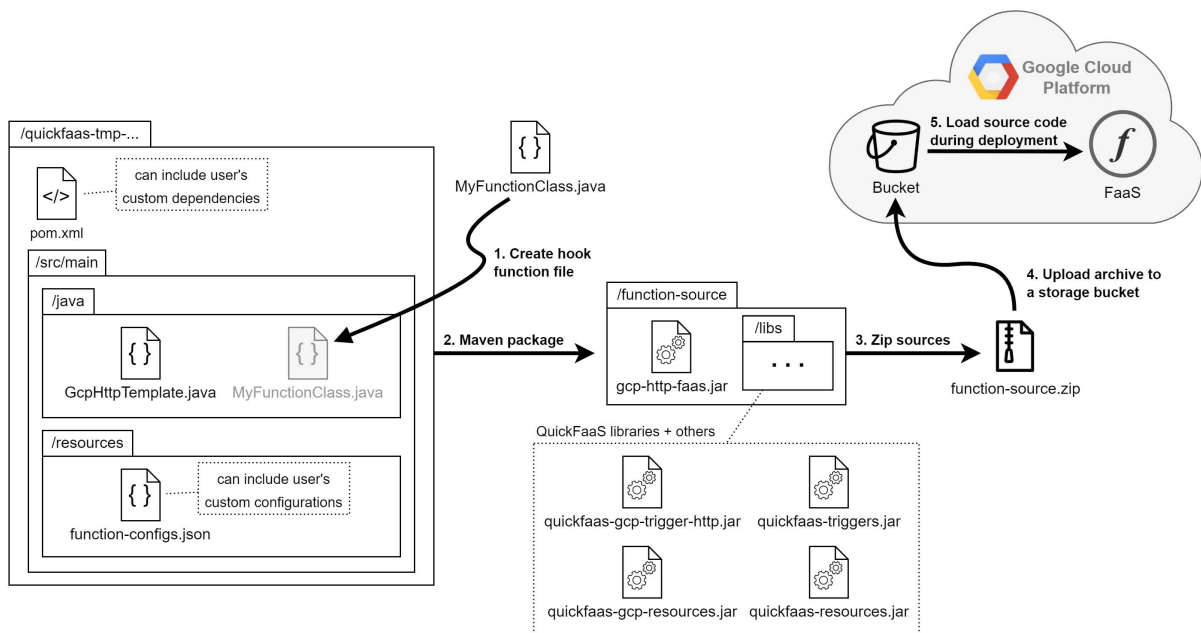 Google Cloud
Platform
5. Load source code
during deployment
Bucket
f
FaaS
/quickfaas-tmp-...
</>
can include user's
custom dependencies
pom.xml
{ }
MyFunctionClass.java
1. Create hook
function file
/src/main
/java
{ }
GcpHttpTemplate.java
{ }
MyFunctionClass.java
/resources
{ }
can include user's
custom configurations
function-configs.json
2. Maven package
/function-source
gcp-http-faas.jar
/libs
...
3. Zip sources
4. Upload archive to
a storage bucket
function-source.zip
QuickFaaS libraries + others
quickfaas-gcp-trigger-http.jar
quickfaas-triggers.jar
quickfaas-gcp-resources.jar
quickfaas-resources.jar